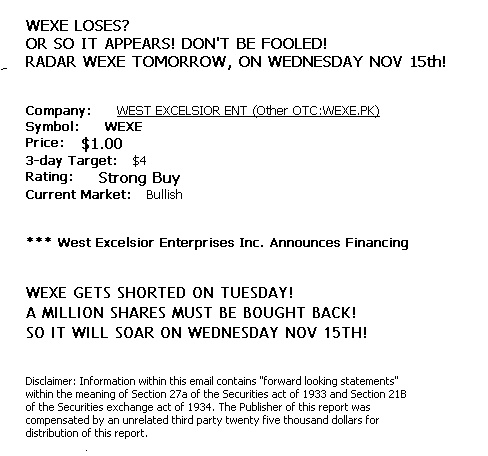 WEXE LOSES?
OR SO IT APPEARS! DON'T BE FOOLED!
RADAR WEXE TOMORROW, ON WEDNESDAY NOV 15th!
Company: WEST EXCELSIOR ENT (Other OTC:WEXE.PK)
Symbol: WEXE
Price: $1.00
3-day Target: $4
Rating: Strong Buy
Current Market: Bullish
*** West Excelsior Enterprises Inc. Announces Financing
WEXE GETS SHORTED ON TUESDAY!
A MILLION SHARES MUST BE BOUGHT BACK!
SO IT WILL SOAR ON WEDNESDAY NOV 15TH!
Disclaimer: Information within this email contains "forward looking statements"
within the meaning of Section 27a of the Securities act of 1933 and Section 21B
of the Securities exchange act of 1934. The Publisher of this report was
compensated by an unrelated third party twenty five thousand dollars for
distribution of this report.